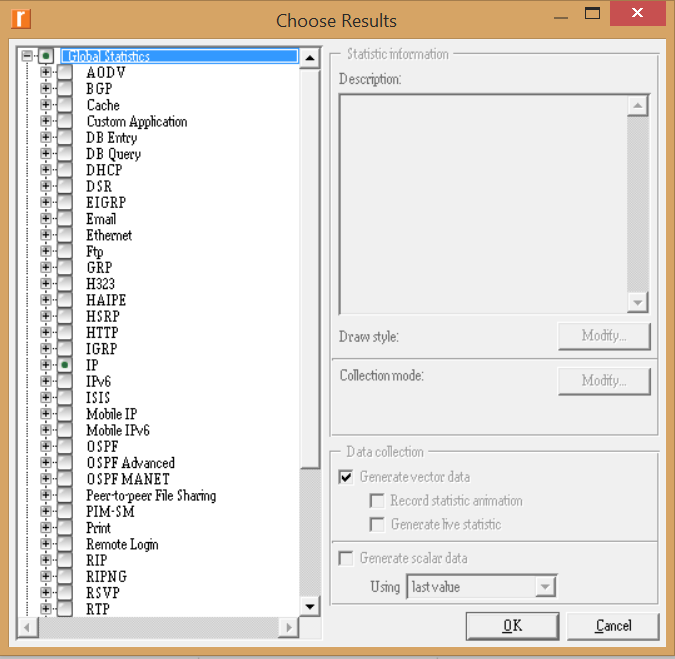 Choose Results
Global Statistics
AODV
BGP
Cache
Custom Application
DB Entry
DB Query
DHCP
DSR
EIGRP
Email
Ethernet
Ftp
GRP
H323
HAIPE
HSRP
HTTP
IGRP
IP
IPv6
ISIS
Mobile IP
Mobile IPv6
OSPF
OSPF Advanced
OSPF MANET
Peer-to-peer File Sharing
PIM-SM
Print
Remote Login
RIP
RIPNG
RSVP
RTP
Statistic information
Description:
Draw style:
Modify...
Collection mode:
Modify...
Data collection
Generate vector data
Record statistic animation
Generate live statistic
Generate scalar data
Using last value
OK
Cancel